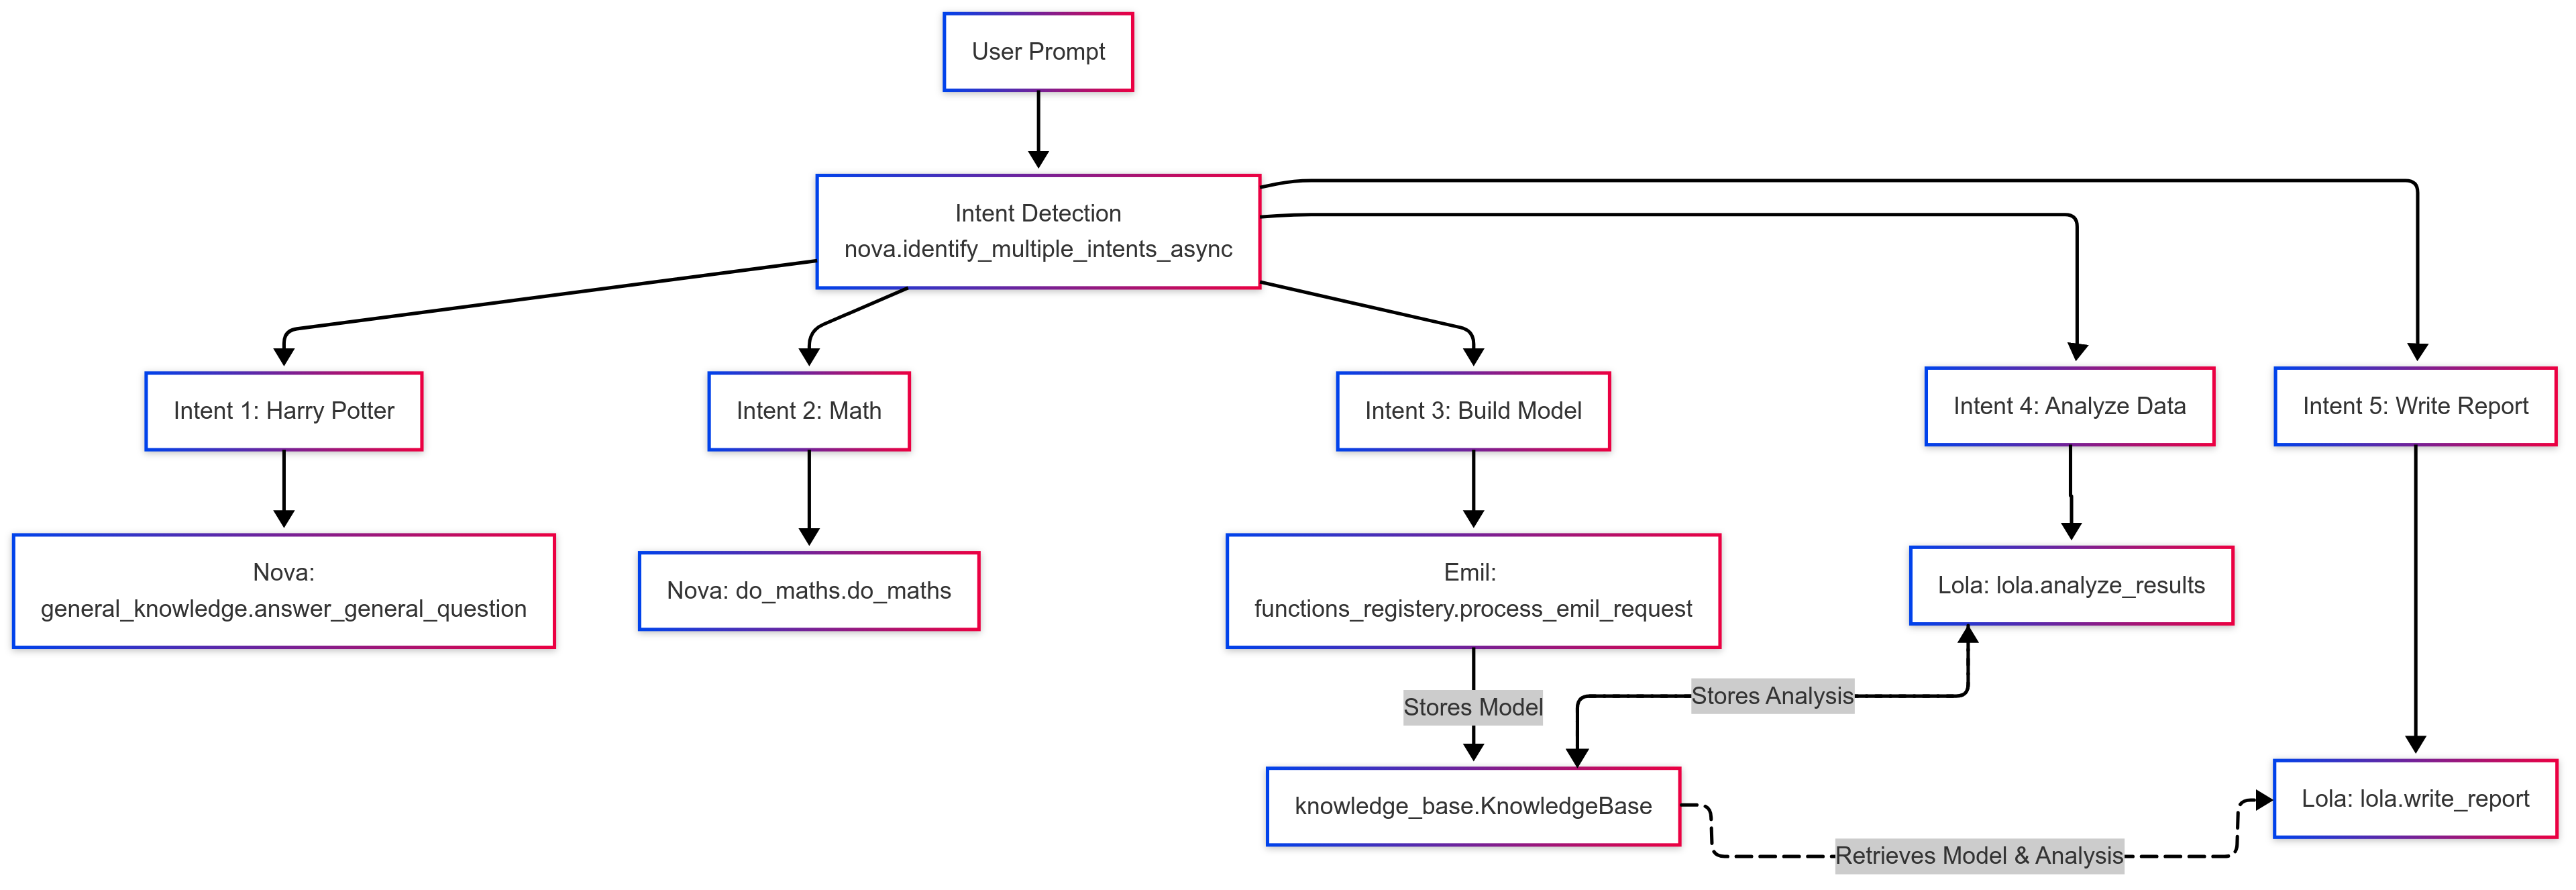 User Prompt
Intent Detection
nova.identify_multiple_intents_async
Intent 1: Harry Potter
Intent 2: Math
Intent 3: Build Model
Intent 4: Analyze Data
Intent 5: Write Report
Nova:
general_knowledge.answer_general_question
Nova: do_maths.do_maths
Emil:
functions_registery.process_emil_request
Lola: lola.analyze_results
Stores Model
Stores Analysis
knowledge_base.KnowledgeBase
Lola: lola.write_report
Retrieves Model & Analysis